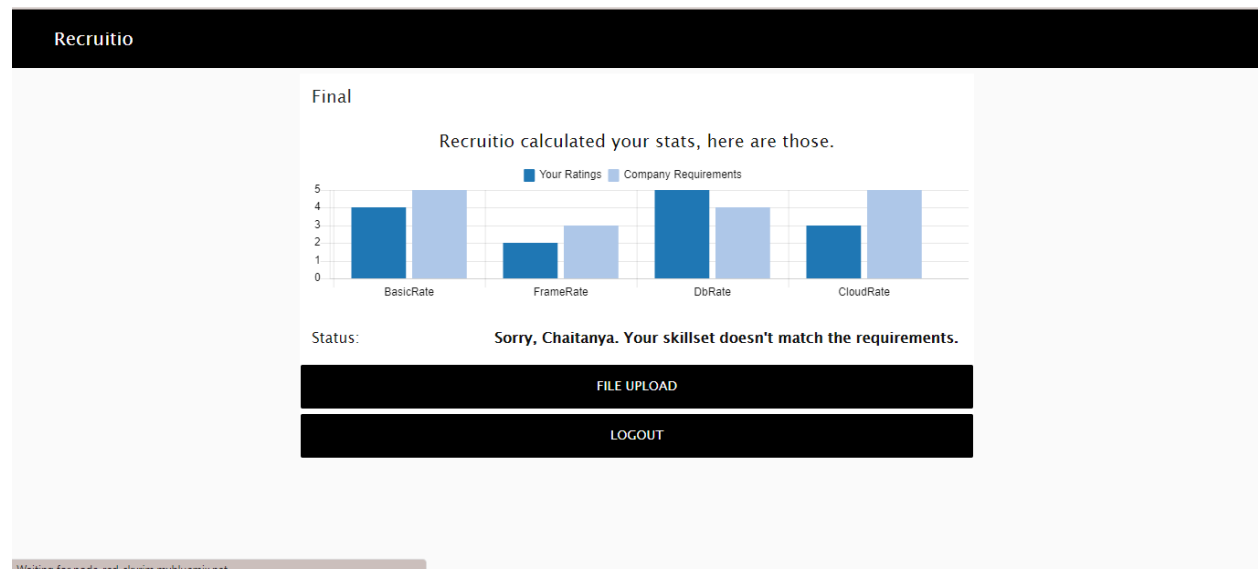 Recruitio
Final
Recruitio calculated your stats, here are those.
Your Ratings Company Requirements
5
4
3
2
1
0
BasicRate FrameRate DbRate CloudRate
Status: Sorry, Chaitanya. Your skillset doesn't match the requirements.
FILE UPLOAD
LOGOUT